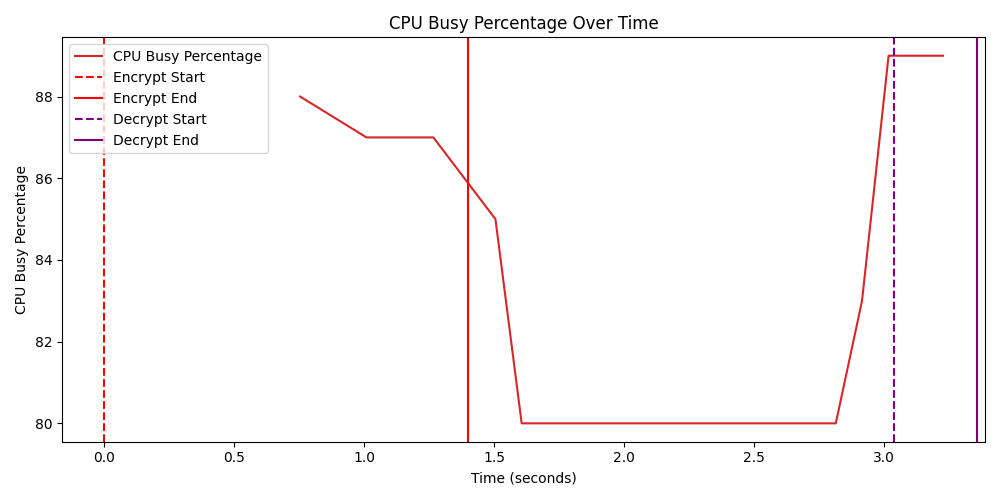 CPU Busy Percentage Over Time
CPU Busy Percentage
Encrypt Start
Encrypt End
Decrypt Start
Decrypt End
88
86
84
82
80
CPU Busy Percentage
0.0 0.5 1.0 1.5 2.0 2.5 3.0
Time (seconds)